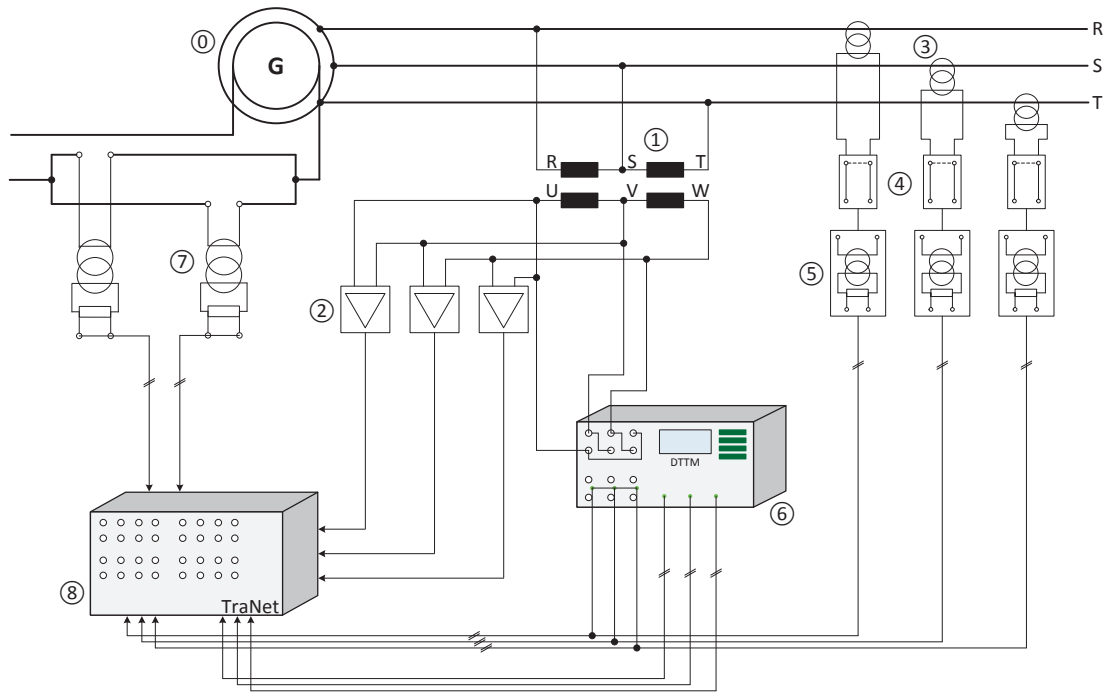 ⓪
G
R
③
S
T
①
R S T
④
U V W
⑦
⑤
②
DTTM
⑥
⑧
TraNet